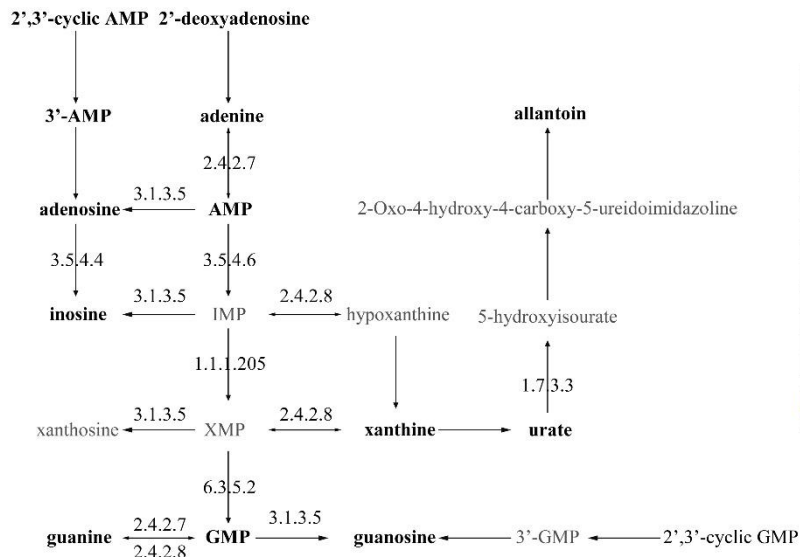 2',3'-cyclic AMP 2'-deoxyadenosine
3'-AMP adenine allantoin
2.4.2.7
3.1.3.5
adenosine AMP 2-Oxo-4-hydroxy-4-carboxy-5-ureidoimidazoline
3.5.4.4 3.5.4.6
3.1.3.5 2.4.2.8
inosine IMP hypoxanthine 5-hydroxyisourate
1.1.1.205 1.7.3.3
3.1.3.5 2.4.2.8
xanthosine XMP xanthine urate
6.3.5.2
2.4.2.7 3.1.3.5
guanine GMP guanosine 3'-GMP 2',3'-cyclic GMP
2.4.2.8